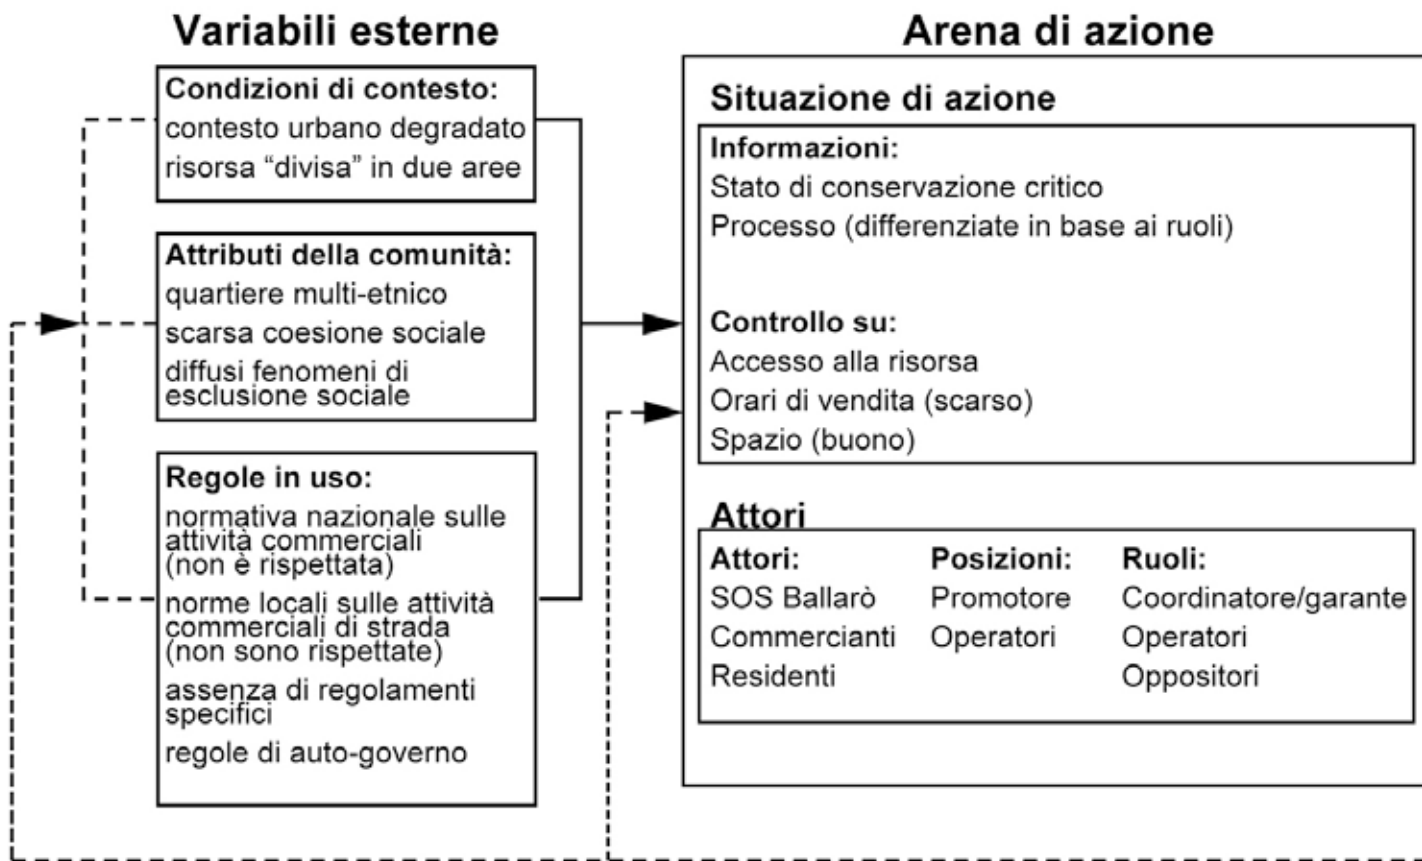 Variabili esterne
Condizioni di contesto:
contesto urbano degradato
risorsa “divisa” in due aree
Attributi della comunità:
quartiere multi-etnico
scarsa coesione sociale
diffusi fenomeni di
esclusione sociale
Regole in uso:
normativa nazionale sulle
attività commerciali
(non è rispettata)
norme locali sulle attività
commerciali di strada
(non sono rispettate)
assenza di regolamenti
specifici
regole di auto-governo
Arena di azione
Situazione di azione
Informazioni:
Stato di conservazione critico
Processo (differenziate in base ai ruoli)
Controllo su:
Accesso alla risorsa
Orari di vendita (scarso)
Spazio (buono)
Attori
Attori: Posizioni: Ruoli:
SOS Ballarò Promotore Coordinatore/garante
Commercianti Operatori Operatori
Residenti Oppositori